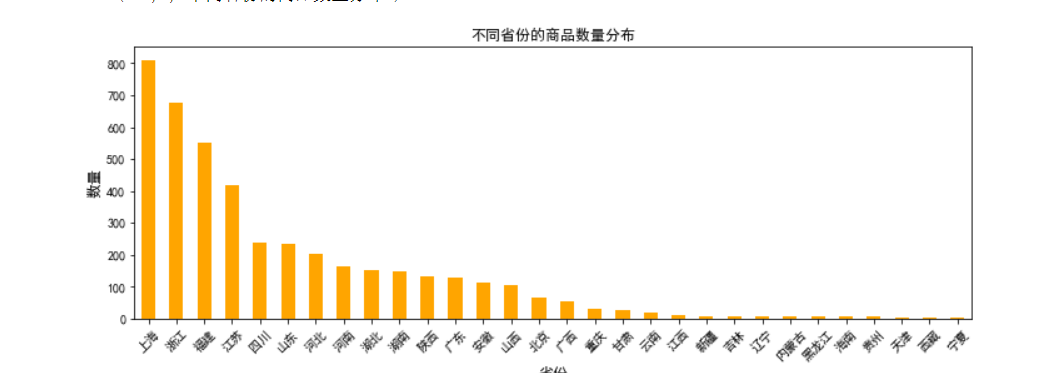 不同省份的商品数量分布
数量
800
700
600
500
400
300
200
100
0
上海 浙江 福建 江苏 四川 山东 河北 河南 湖北 湖南 陕西 广东 安徽 山西 北京 广西 重庆 甘肃 云南 江西 新疆 吉林 辽宁 内蒙古 黑龙江 海南 贵州 天津 西藏 宁夏
省份